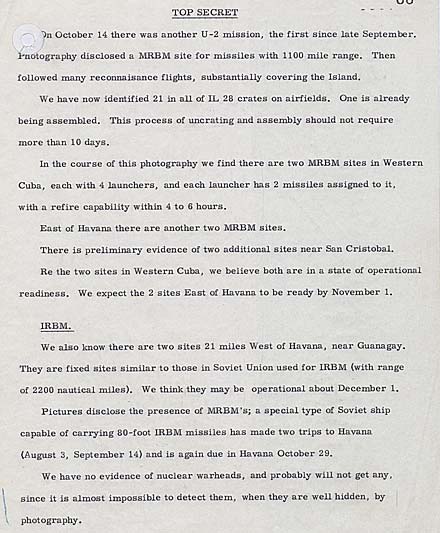 TOP SECRET
On October 14 there was another U-2 mission, the first since late September.
Photography disclosed a MRBM site for missiles with 1100 mile range. Then
followed many reconnaisance flights, substantially covering the Island.
We have now identified 21 in all of IL 28 crates on airfields. One is already
being assembled. This process of uncrating and assembly should not require
more than 10 days.
In the course of this photography we find there are two MRBM sites in Western
Cuba, each with 4 launchers, and each launcher has 2 missiles assigned to it,
with a refire capability within 4 to 6 hours.
East of Havana there are another two MRBM sites.
There is preliminary evidence of two additional sites near San Cristobal.
Re the two sites in Western Cuba, we believe both are in a state of operational
readiness. We expect the 2 sites East of Havana to be ready by November 1.
IRBM.
We also know there are two sites 21 miles West of Havana, near Guanagay.
They are fixed sites similar to those in Soviet Union used for IRBM (with range
of 2200 nautical miles). We think they may be operational about December 1.
Pictures disclose the presence of MRBM's; a special type of Soviet ship
capable of carrying 80-foot IRBM missiles has made two trips to Havana
(August 3, September 14) and is again due in Havana October 29.
We have no evidence of nuclear warheads, and probably will not get any,
since it is almost impossible to detect them, when they are well hidden, by
photography.